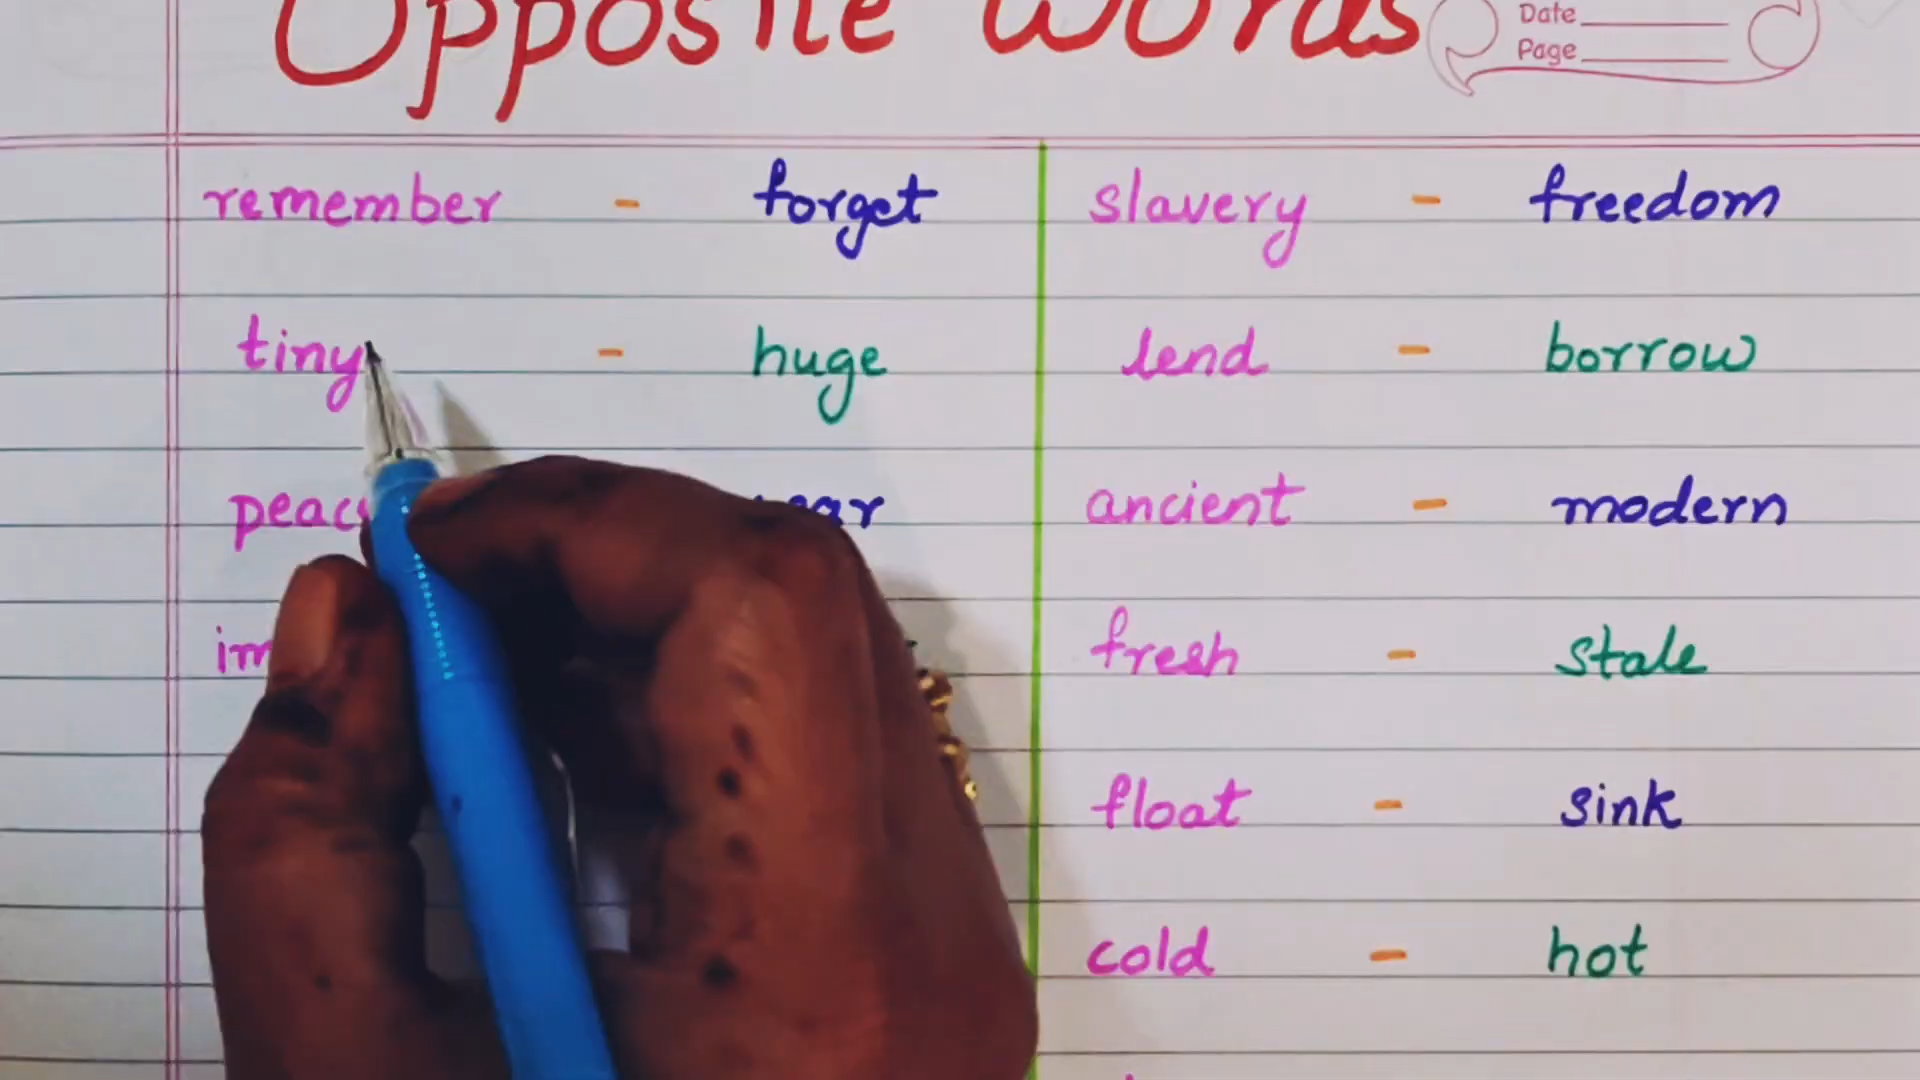 Opposite Words
Date
Page
remember - forget
tiny - huge
slavery - freedom
lend - borrow
ancient - modern
fresh - stale
float - sink
cold - hot